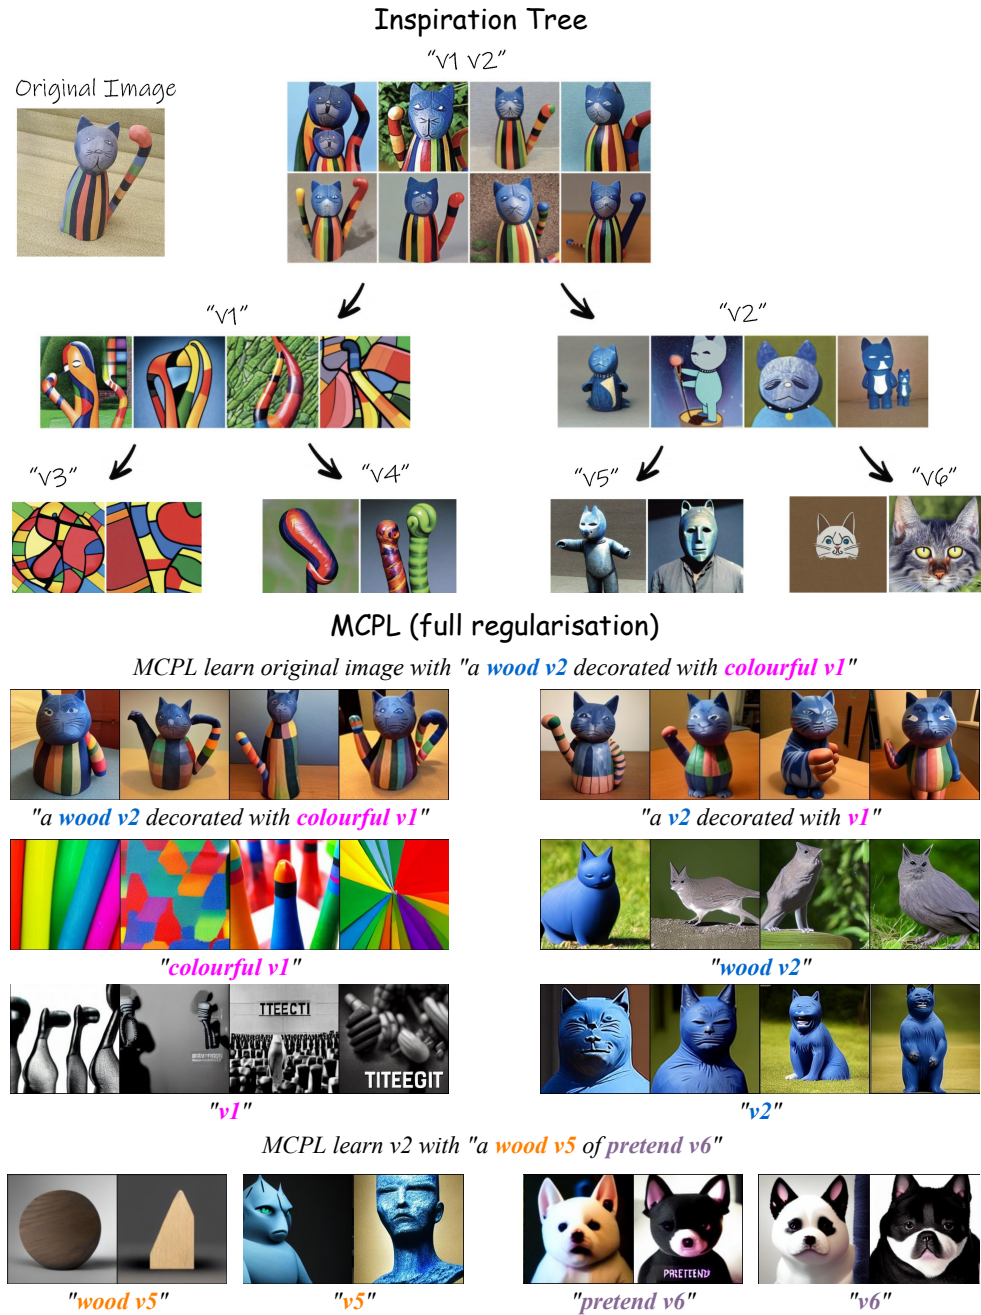 Inspiration Tree
"v1 v2"
Original Image
"v1"
"v2"
"v3"
"v4"
"v5"
"v6"
MCPL (full regularisation)
MCPL learn original image with "a wood v2 decorated with colourful v1"
"a wood v2 decorated with colourful v1"
"a v2 decorated with v1"
"colourful v1"
"wood v2"
TTEECTI
TITEEGIT
"v1"
"v2"
MCPL learn v2 with "a wood v5 of pretend v6"
"wood v5"
"v5"
"pretend v6"
"v6"